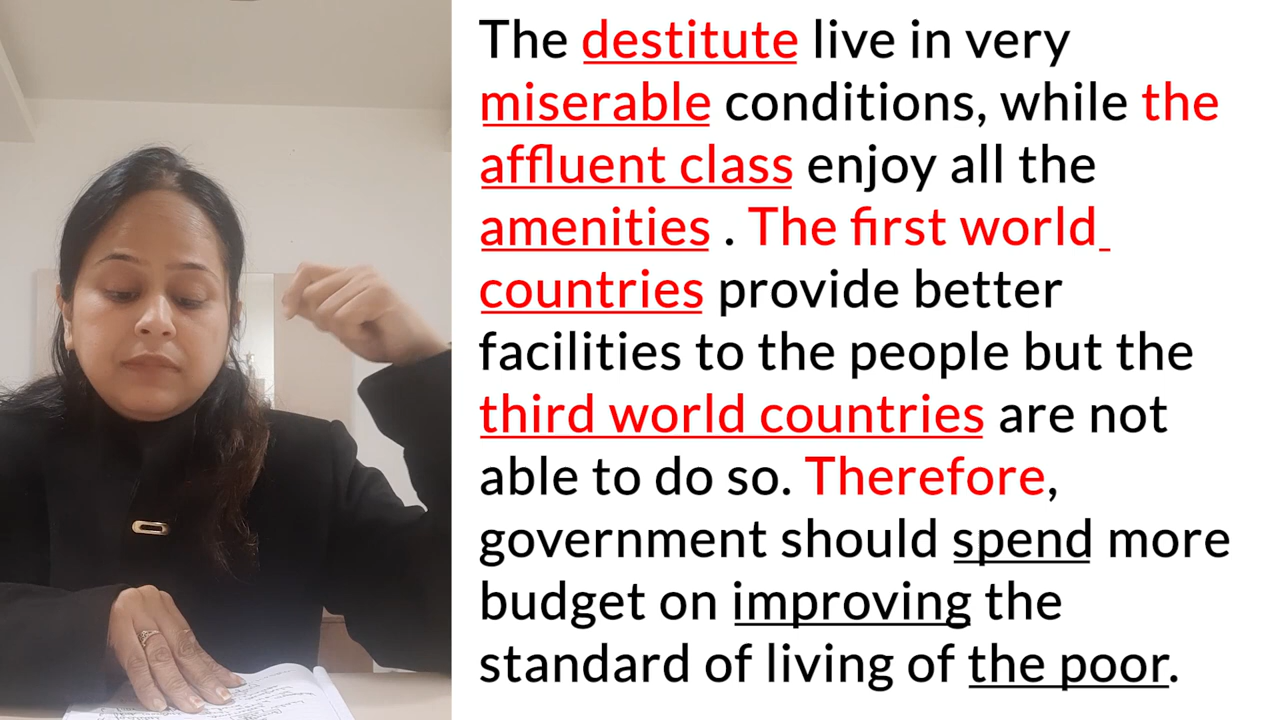 The destitute live in very
miserable conditions, while the
affluent class enjoy all the
amenities . The first world
countries provide better
facilities to the people but the
third world countries are not
able to do so. Therefore,
government should spend more
budget on improving the
standard of living of the poor.